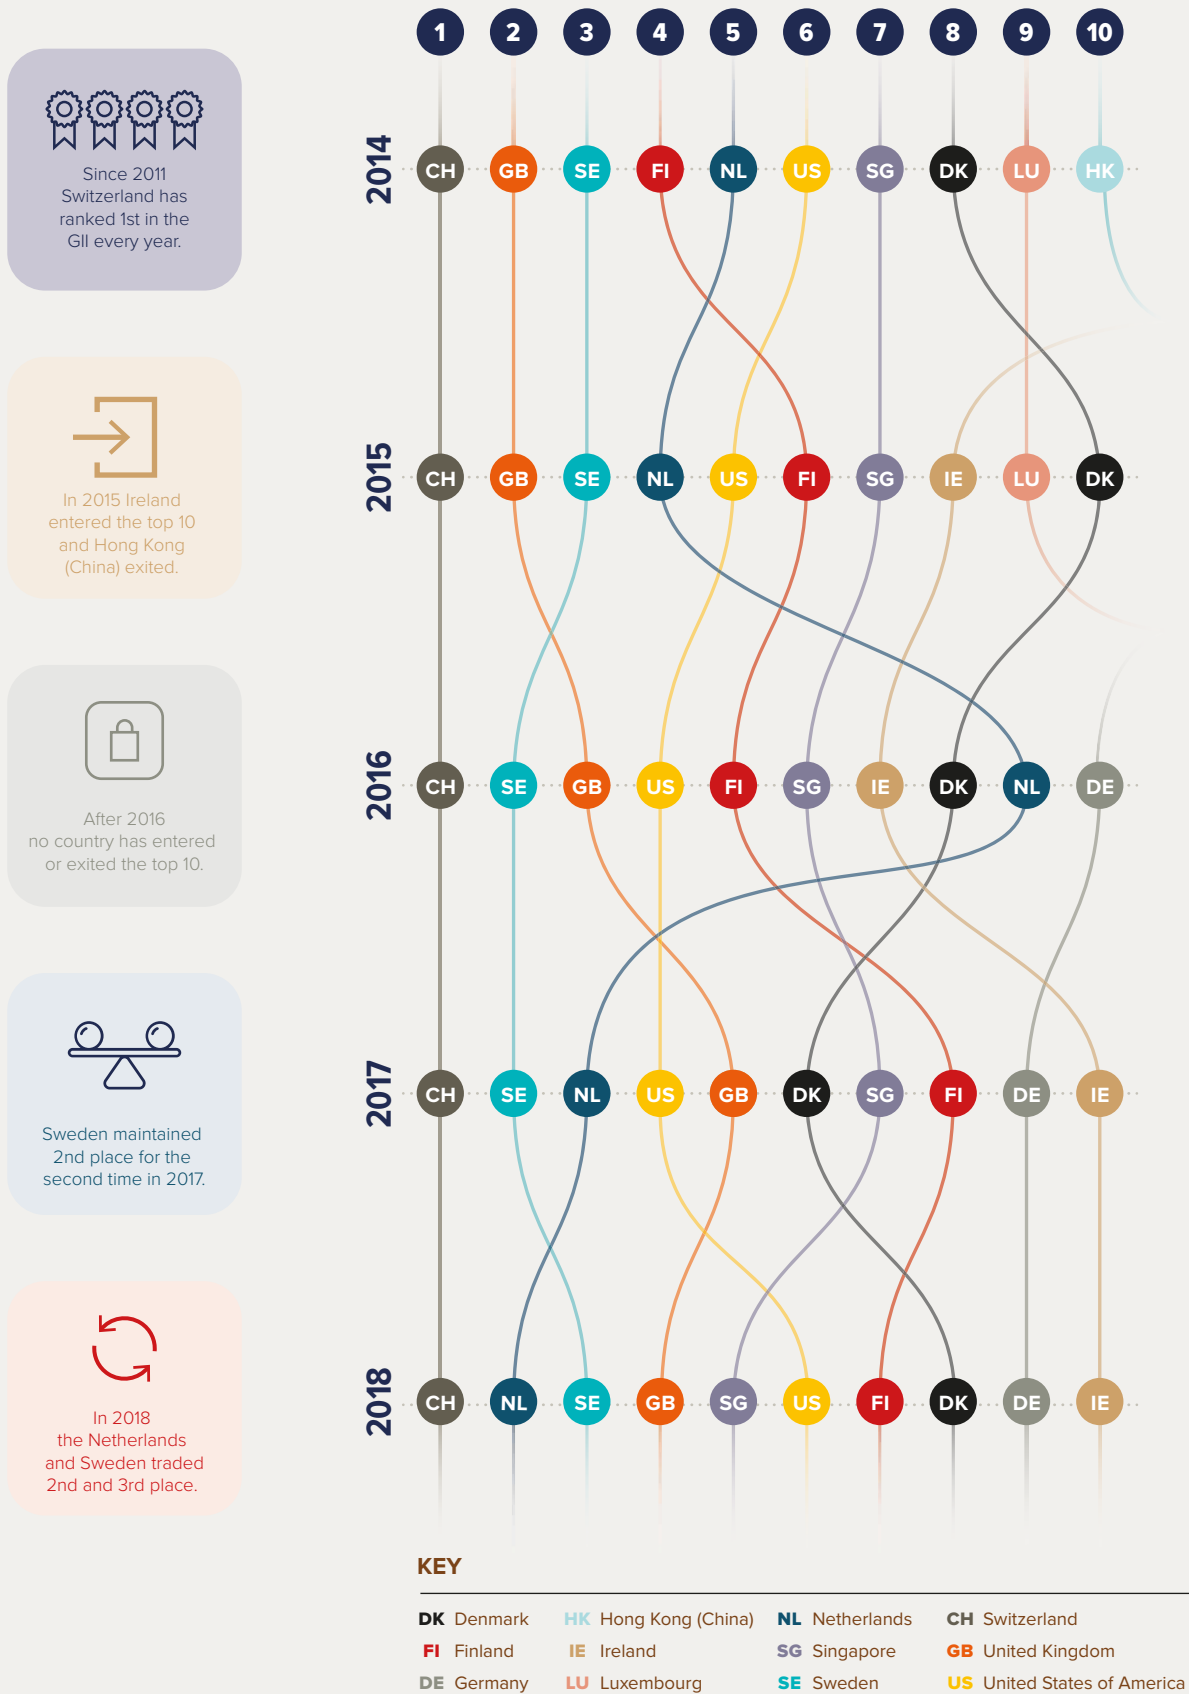 1 2 3 4 5 6 7 8 9 10
Since 2011
Switzerland has
ranked 1st in the
GII every year.
2014 CH GB SE FI NL US SG DK LU HK
In 2015 Ireland
entered the top 10
and Hong Kong
(China) exited.
2015 CH GB SE NL US FI SG IE LU DK
After 2016
no country has entered
or exited the top 10.
2016 CH SE GB US FI SG IE DK NL DE
Sweden maintained
2nd place for the
second time in 2017.
2017 CH SE NL US GB DK SG FI DE IE
In 2018
the Netherlands
and Sweden traded
2nd and 3rd place.
2018 CH NL SE GB SG US FI DK DE IE
KEY
DK Denmark HK Hong Kong (China) NL Netherlands CH Switzerland
FI Finland IE Ireland SG Singapore GB United Kingdom
DE Germany LU Luxembourg SE Sweden US United States of America